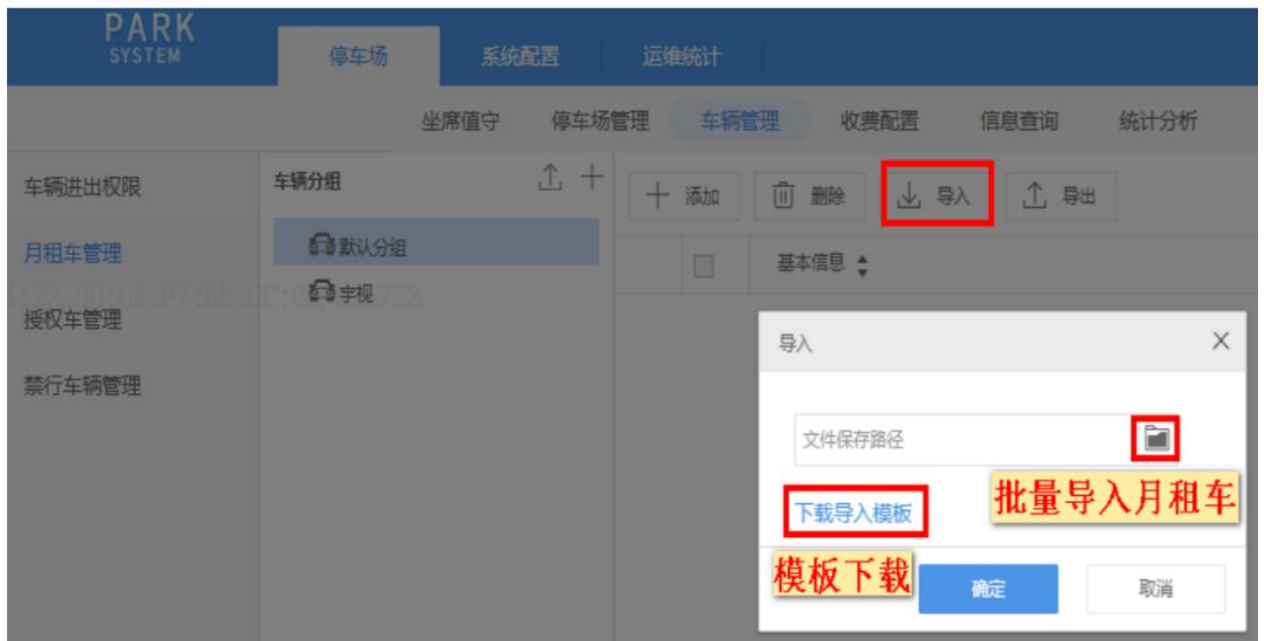 PARK
SYSTEM
停车场 系统配置 运维统计
坐席值守 停车场管理 车辆管理 收费配置 信息查询 统计分析
车辆进出权限
月租车管理
授权车管理
禁行车辆管理
车辆分组
默认分组
宇视
添加 删除 导入 导出
基本信息
导入
文件保存路径
批量导入月租车
下载导入模板
模板下载
确定 取消